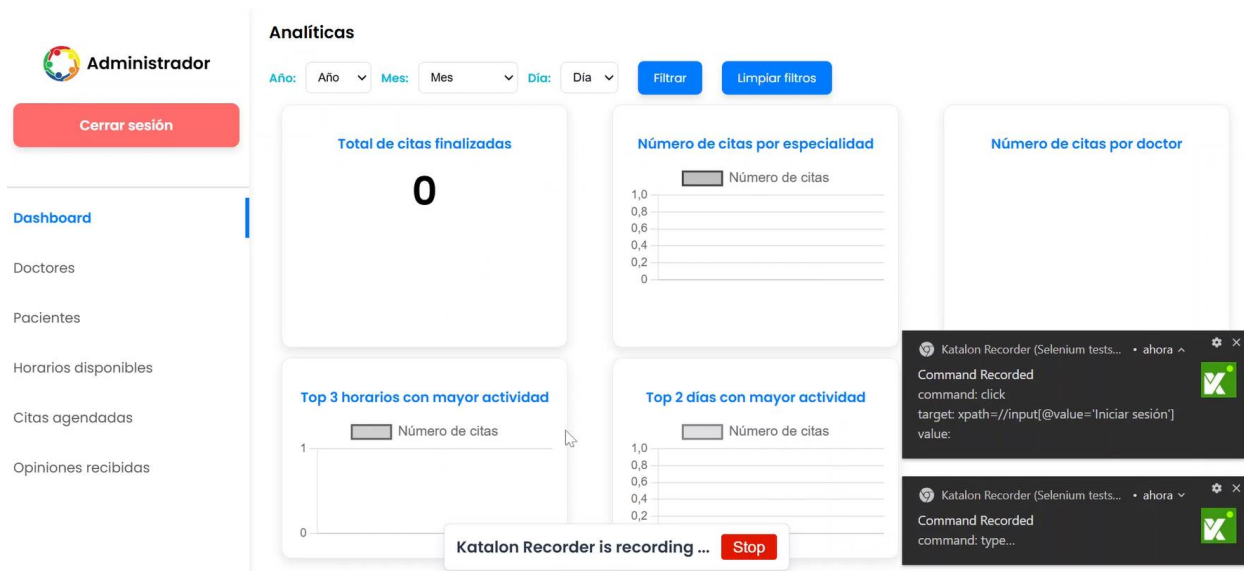 Administrador
Cerrar sesión
Dashboard
Doctores
Pacientes
Horarios disponibles
Citas agendadas
Opiniones recibidas
Analíticas
Año: Año Mes: Mes Día: Día Filtrar Limpiar filtros
Total de citas finalizadas
0
Número de citas por especialidad
Número de citas
1,0
0,8
0,6
0,4
0,2
0
Número de citas por doctor
Top 3 horarios con mayor actividad
Número de citas
1
0
Top 2 días con mayor actividad
Número de citas
1,0
0,8
0,6
0,4
0,2
Katalon Recorder is recording ... Stop
Katalon Recorder (Selenium tests... • ahora
Command Recorded
command: click
target: xpath=//input[@value='Iniciar sesión']
value:
Katalon Recorder (Selenium tests... • ahora
Command Recorded
command: type...